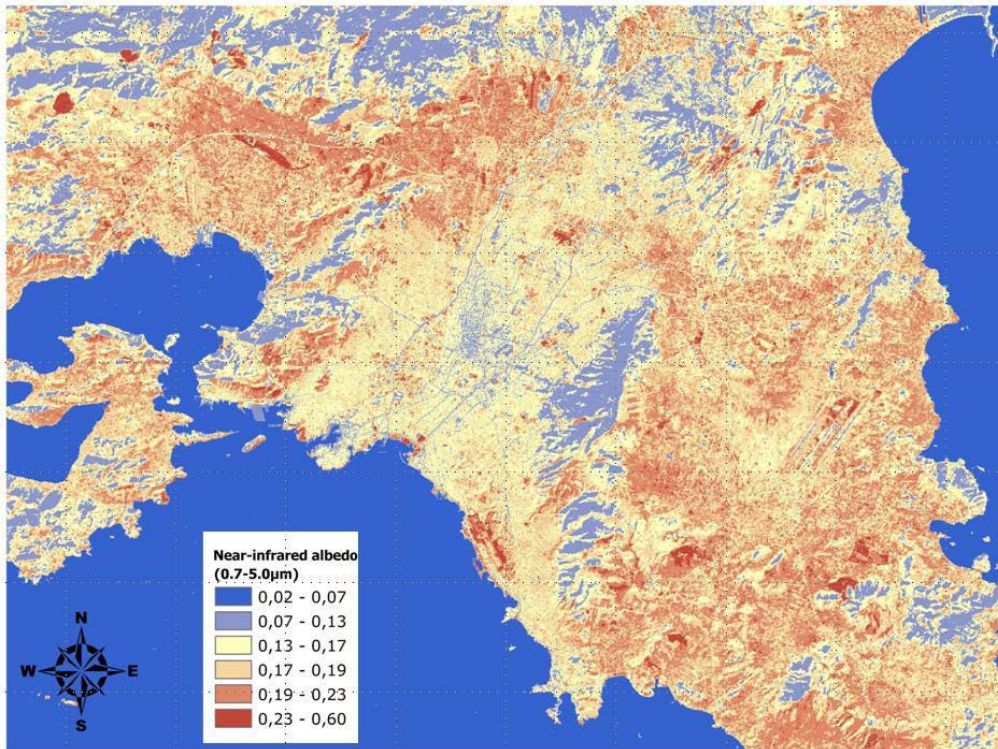 Near-infrared albedo
(0.7-5.0µm)
0,02 - 0,07
0,07 - 0,13
0,13 - 0,17
0,17 - 0,19
0,19 - 0,23
0,23 - 0,60
N
W E
S